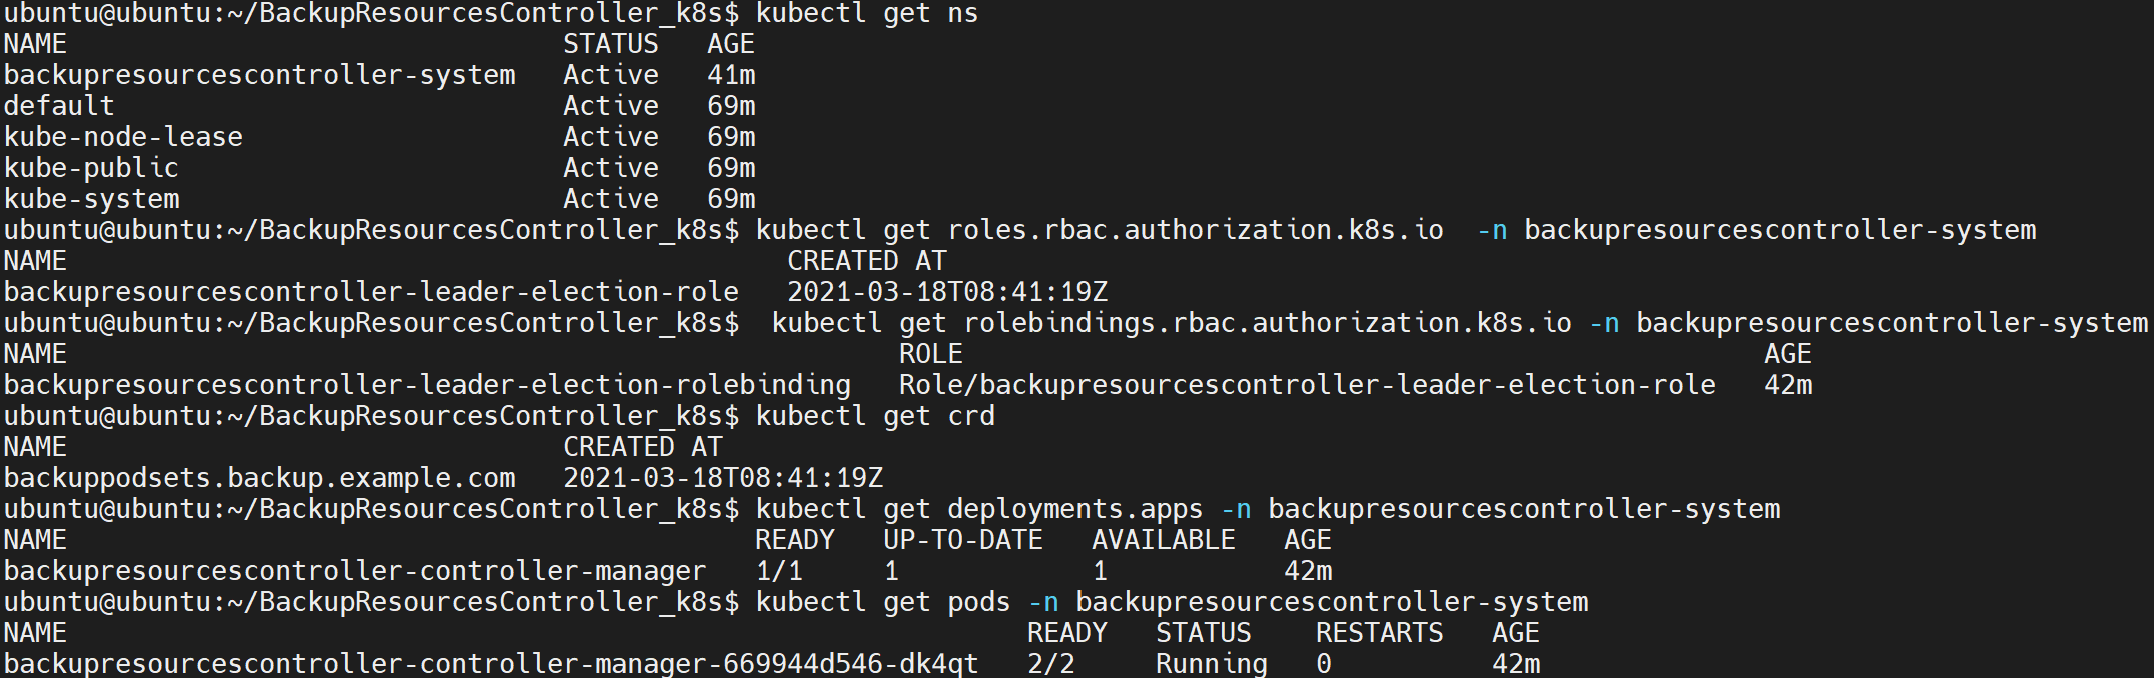 ubuntu@ubuntu:~/BackupResourcesController_k8s$ kubectl get ns
NAME                               STATUS   AGE
backupresourcescontroller-system   Active   41m
default                            Active   69m
kube-node-lease                    Active   69m
kube-public                        Active   69m
kube-system                        Active   69m
ubuntu@ubuntu:~/BackupResourcesController_k8s$ kubectl get roles.rbac.authorization.k8s.io  -n backupresourcescontroller-system
NAME                                             CREATED AT
backupresourcescontroller-leader-election-role   2021-03-18T08:41:19Z
ubuntu@ubuntu:~/BackupResourcesController_k8s$  kubectl get rolebindings.rbac.authorization.k8s.io -n backupresourcescontroller-system
NAME                                                    ROLE                                                  AGE
backupresourcescontroller-leader-election-rolebinding   Role/backupresourcescontroller-leader-election-role   42m
ubuntu@ubuntu:~/BackupResourcesController_k8s$ kubectl get crd
NAME                               CREATED AT
backuppodsets.backup.example.com   2021-03-18T08:41:19Z
ubuntu@ubuntu:~/BackupResourcesController_k8s$ kubectl get deployments.apps -n backupresourcescontroller-system
NAME                                           READY   UP-TO-DATE   AVAILABLE   AGE
backupresourcescontroller-controller-manager   1/1     1            1           42m
ubuntu@ubuntu:~/BackupResourcesController_k8s$ kubectl get pods -n backupresourcescontroller-system
NAME                                                            READY   STATUS    RESTARTS   AGE
backupresourcescontroller-controller-manager-669944d546-dk4qt   2/2     Running   0          42m